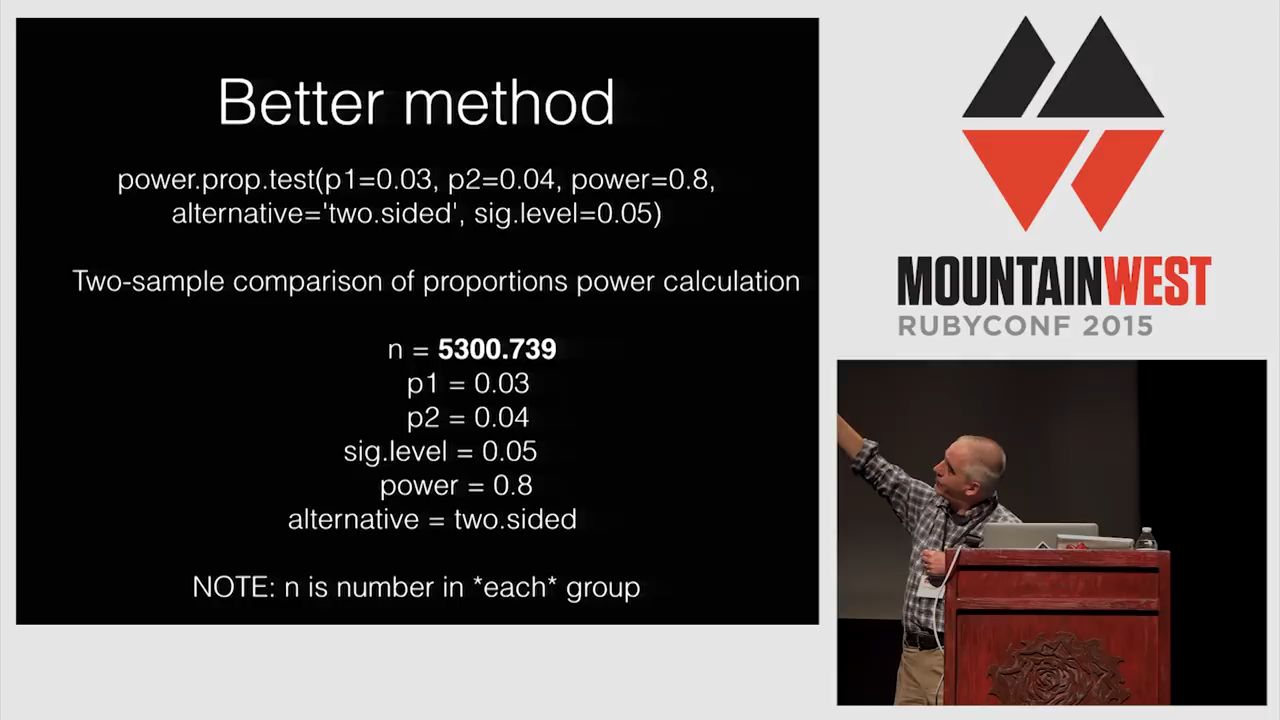 Better method
power.prop.test(p1=0.03, p2=0.04, power=0.8,
alternative='two.sided', sig.level=0.05)
Two-sample comparison of proportions power calculation
n = 5300.739
p1 = 0.03
p2 = 0.04
sig.level = 0.05
power = 0.8
alternative = two.sided
NOTE: n is number in *each* group
MOUNTAINWEST
RUBYCONF 2015